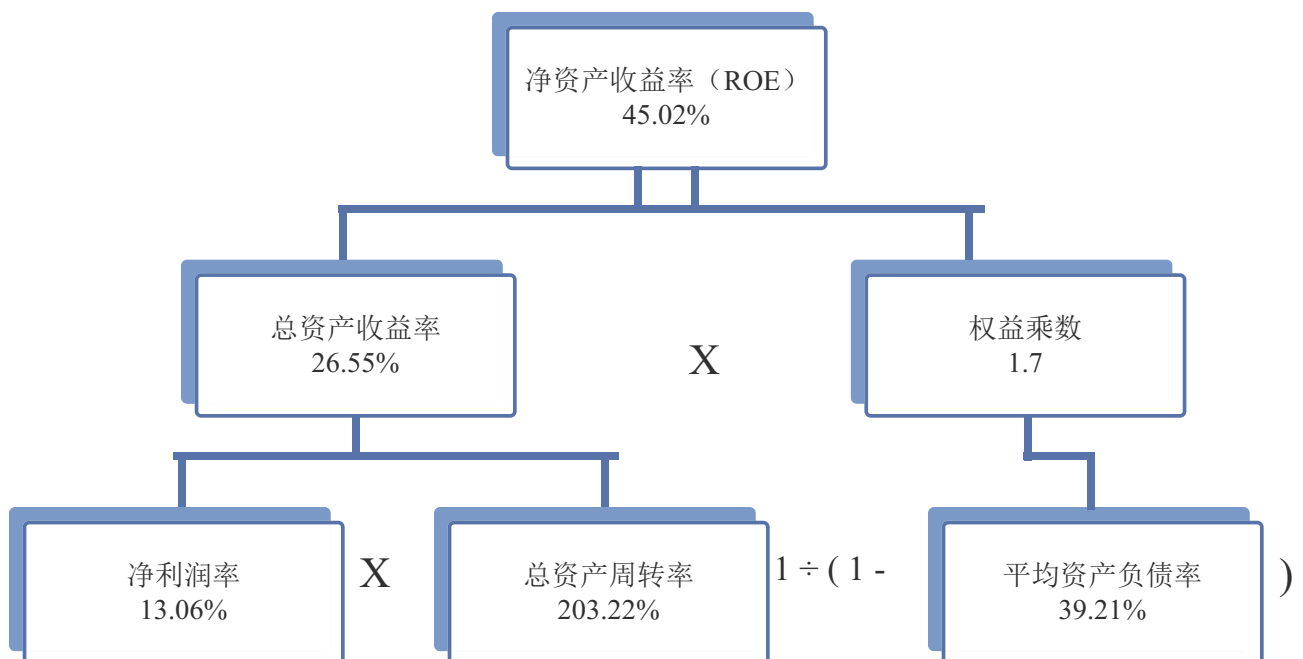 净资产收益率（ROE）
45.02%
总资产收益率
26.55%
X
权益乘数
1.7
净利润率
13.06%
X
总资产周转率
203.22%
1 ÷ ( 1 -
平均资产负债率
39.21%
)